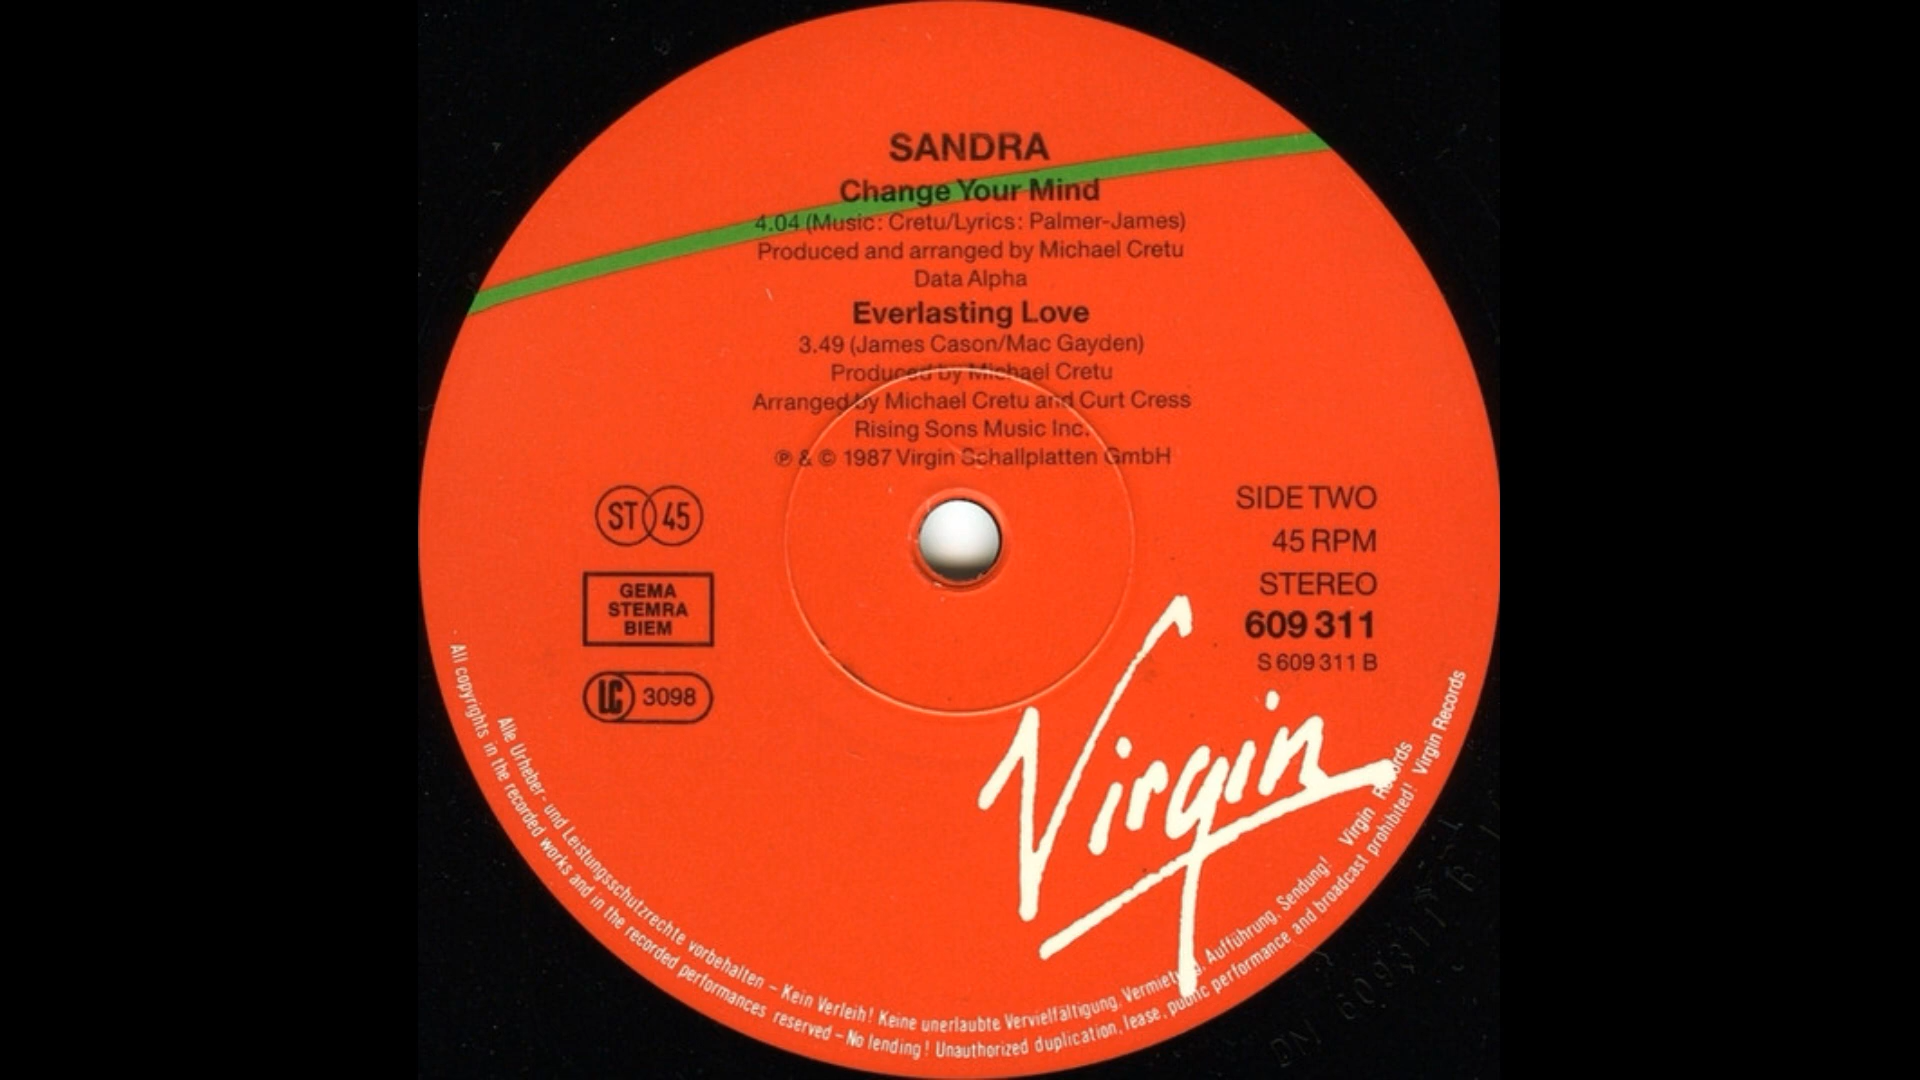 SANDRA
Change Your Mind
4.04 (Music: Cretu/Lyrics: Palmer-James)
Produced and arranged by Michael Cretu
Data Alpha
Everlasting Love
3.49 (James Cason/Mac Gayden)
Produced by Michael Cretu
Arranged by Michael Cretu and Curt Cress
Rising Sons Music Inc.
℗ & © 1987 Virgin Schallplatten GmbH
ST 45
GEMA
STEMRA
BIEM
LC 3098
SIDE TWO
45 RPM
STEREO
609 311
S 609 311 B
Virgin
Alle Urheber- und Leistungsschutzrechte vorbehalten – Kein Verleih! Keine unerlaubte Vervielfältigung, Vermietung, Aufführung, Sendung! Virgin Records
All copyrights in the recorded works and in the recorded performances reserved – No lending! Unauthorized duplication, lease, public performance and broadcast prohibited! Virgin Records